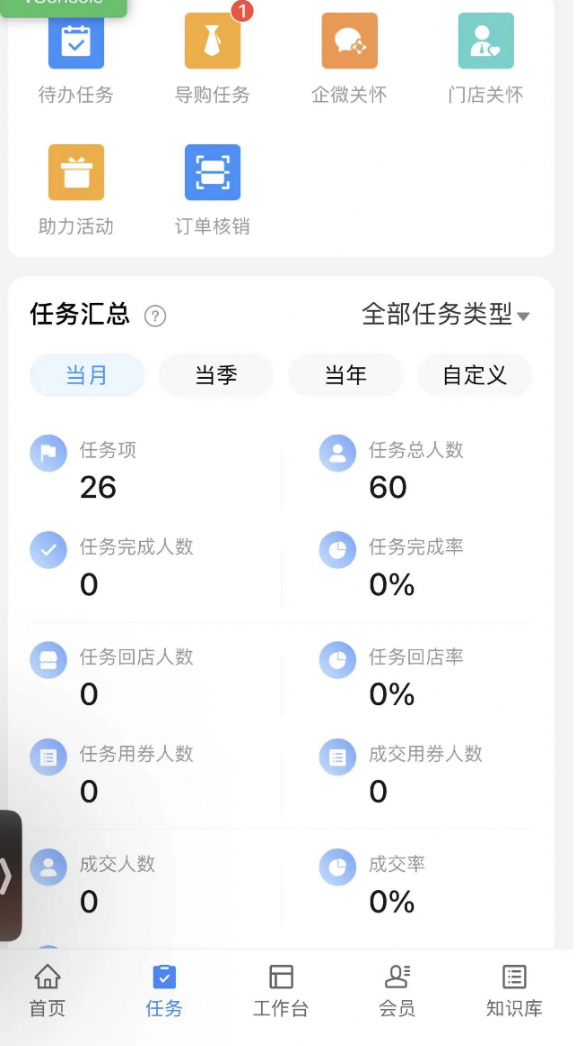 vConsole
1
待办任务 导购任务 企微关怀 门店关怀
助力活动 订单核销
任务汇总 ? 全部任务类型
当月 当季 当年 自定义
任务项 任务总人数
26 60
任务完成人数 任务完成率
0 0%
任务回店人数 任务回店率
0 0%
任务用券人数 成交用券人数
0 0
成交人数 成交率
0 0%
首页 任务 工作台 会员 知识库